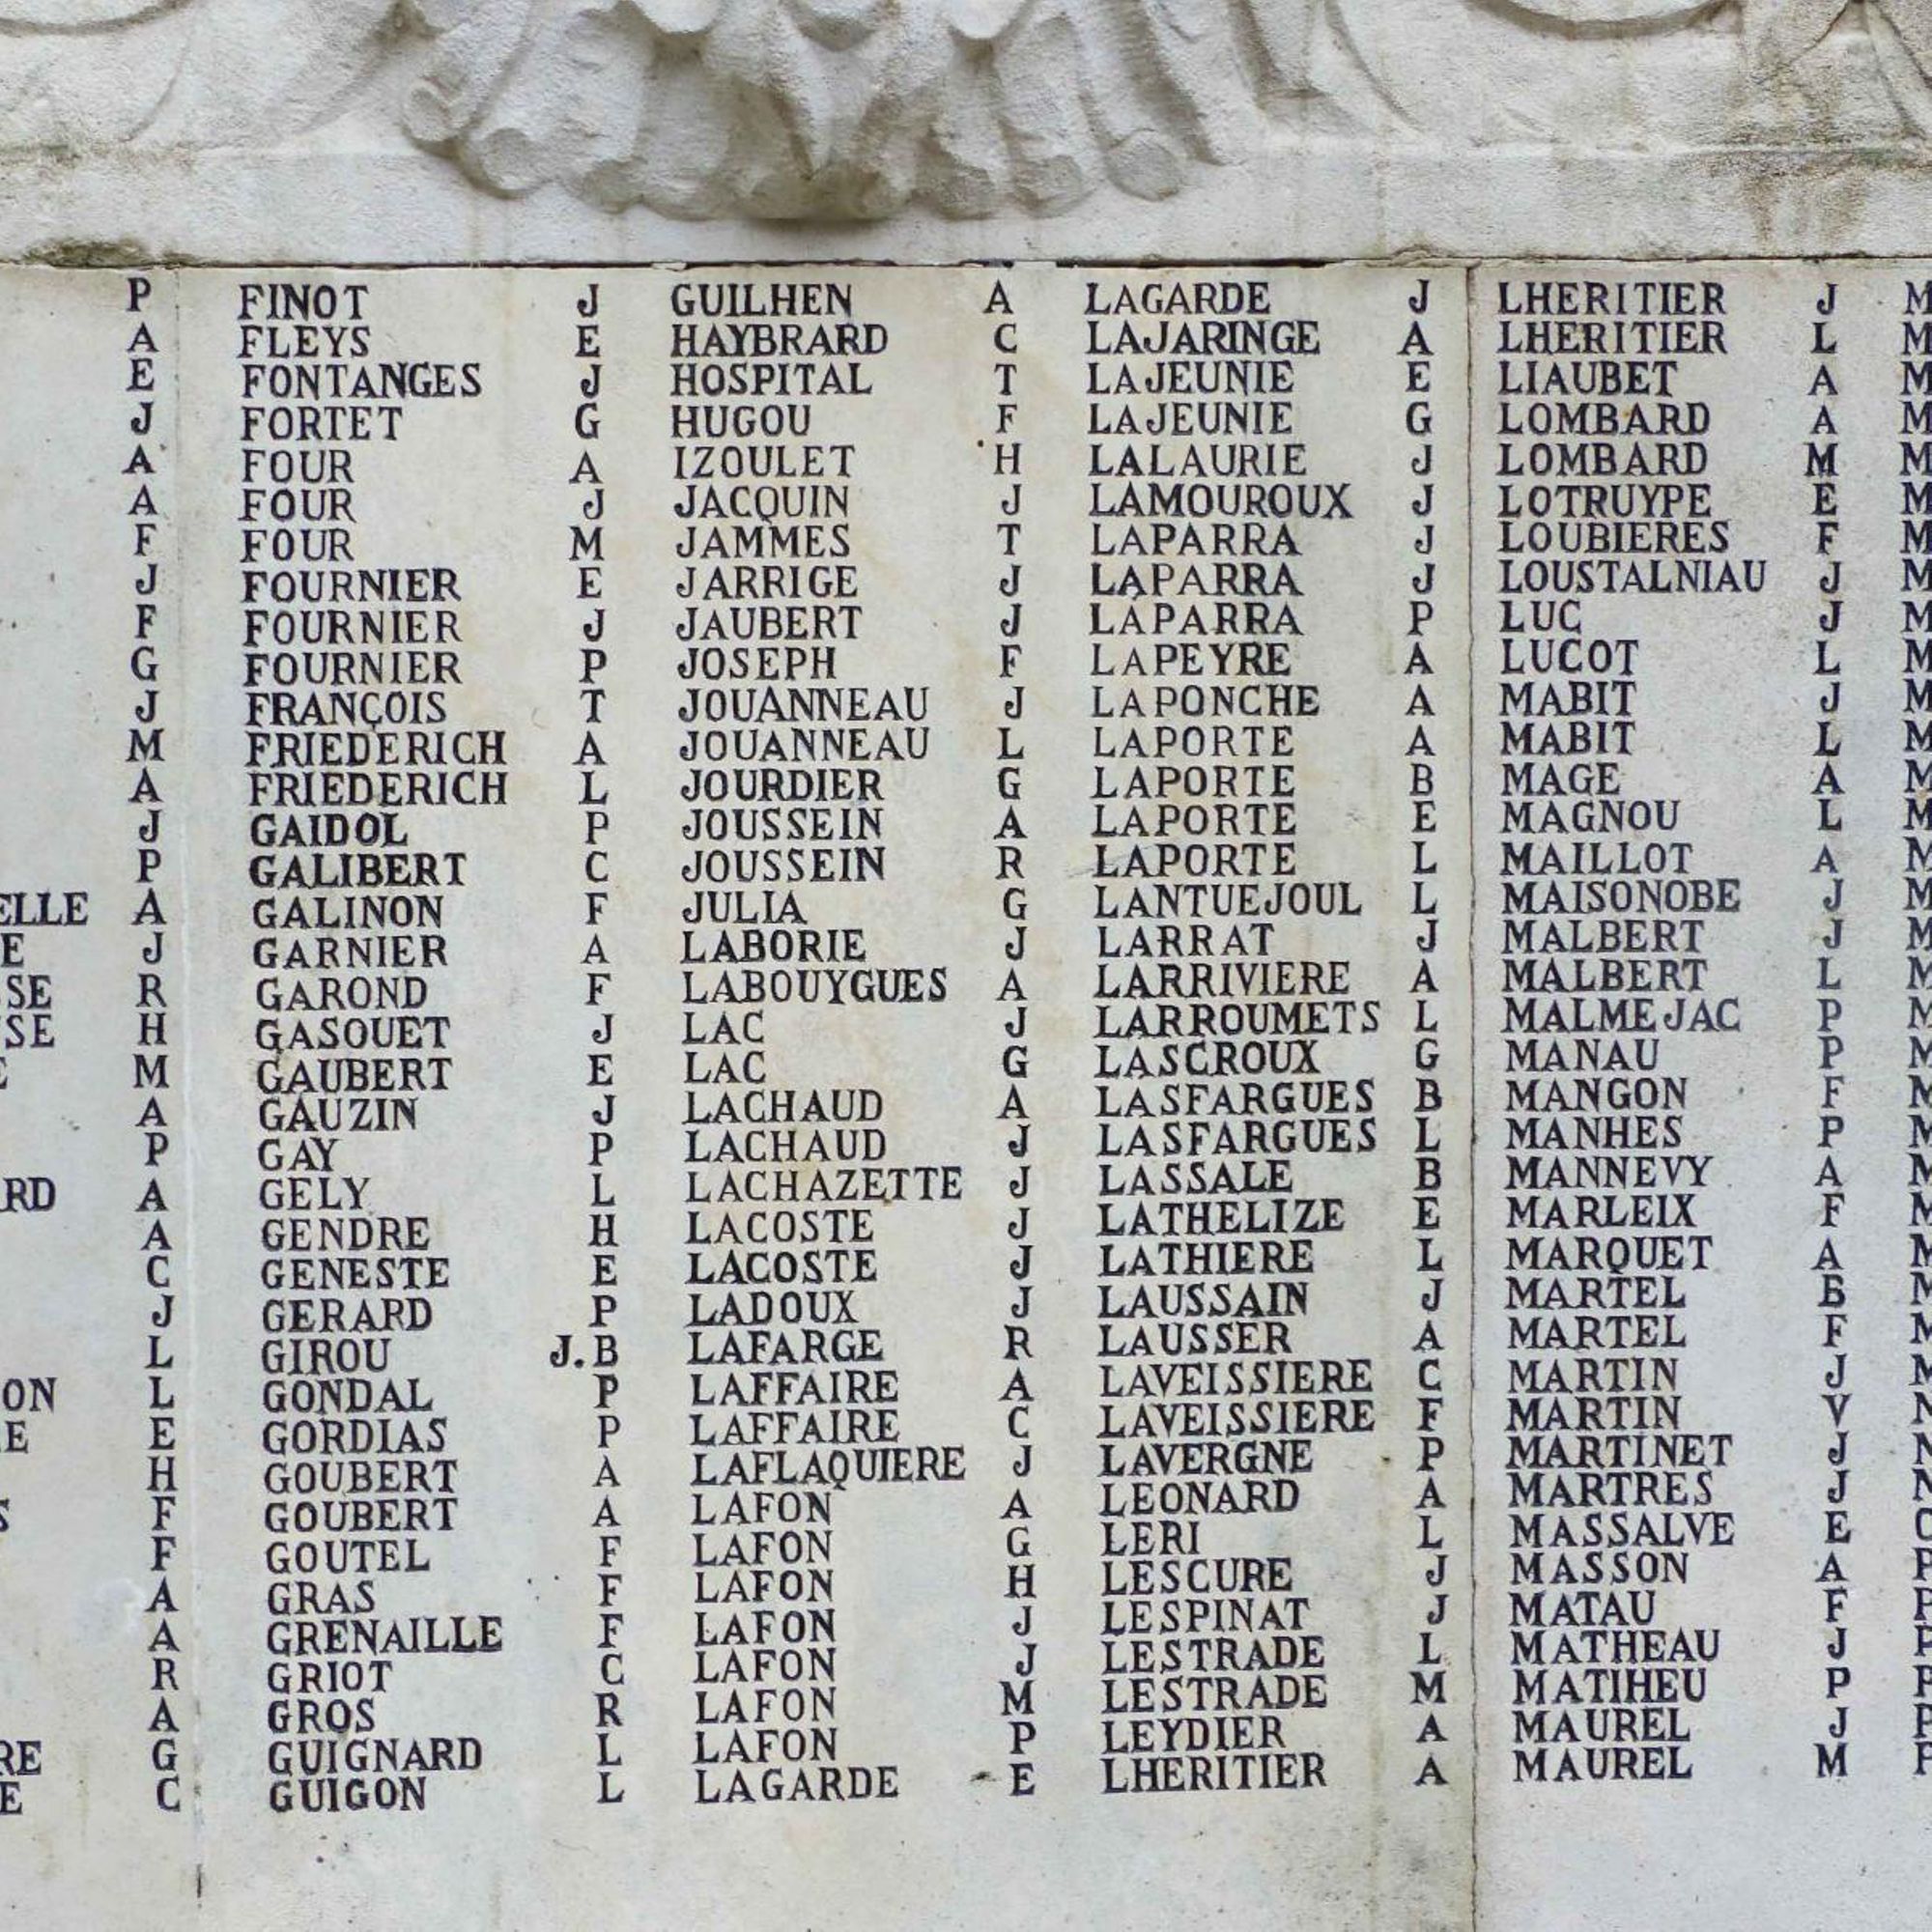 P
A
E
J
A
A
F
J
F
G
J
M
A
J
P
ELLE A
E J
SE R
SE H
M
A
P
RD A
A
C
J
L
ON L
E E
H
S F
F
A
A
R
A
RE G
E C
FINOT J
FLEYS E
FONTANGES J
FORTET G
FOUR A
FOUR J
FOUR M
FOURNIER E
FOURNIER J
FOURNIER P
FRANÇOIS T
FRIEDERICH A
FRIEDERICH L
GAIDOL P
GALIBERT C
GALINON F
GARNIER A
GAROND F
GASQUET J
GAUBERT E
GAUZIN J
GAY P
GELY L
GENDRE H
GENESTE E
GERARD P
GIROU J.B
GONDAL P
GORDIAS P
GOUBERT A
GOUBERT A
GOUTEL F
GRAS F
GRENAILLE F
GRIOT C
GROS R
GUIGNARD L
GUIGON L
GUILHEN A
HAYBRARD C
HOSPITAL T
HUGOU F
IZOULET H
JACQUIN J
JAMMES T
JARRIGE J
JAUBERT J
JOSEPH F
JOUANNEAU J
JOUANNEAU L
JOURDIER G
JOUSSEIN A
JOUSSEIN R
JULIA G
LABORIE J
LABOUYGUES A
LAC J
LAC G
LACHAUD A
LACHAUD J
LACHAZETTE J
LACOSTE J
LACOSTE J
LADOUX J
LAFARGE R
LAFFAIRE A
LAFFAIRE C
LAFLAQUIERE J
LAFON A
LAFON G
LAFON H
LAFON J
LAFON J
LAFON M
LAFON P
LAGARDE E
LAGARDE J
LAJARINGE A
LAJEUNIE E
LAJEUNIE G
LALAURIE J
LAMOUROUX J
LAPARRA J
LAPARRA J
LAPARRA P
LAPEYRE A
LAPONCHE A
LAPORTE A
LAPORTE B
LAPORTE E
LAPORTE L
LANTUEJOUL L
LARRAT J
LARRIVIERE A
LARROUMETS L
LASCROUX G
LASFARGUES B
LASFARGUES L
LASSALE B
LATHELIZE E
LATHIERE L
LAUSSAIN J
LAUSSER A
LAVEISSIERE C
LAVEISSIERE F
LAVERGNE P
LEONARD A
LERI L
LESCURE J
LESPINAT J
LESTRADE L
LESTRADE M
LEYDIER A
LHERITIER A
LHERITIER J
LHERITIER L
LIAUBET A
LOMBARD A
LOMBARD M
LOTRUYPE E
LOUBIERES F
LOUSTALNIAU J
LUC J
LUCOT L
MABIT J
MABIT L
MAGE A
MAGNOU L
MAILLOT A
MAISONOBE J
MALBERT J
MALBERT L
MALMEJAC P
MANAU P
MANGON F
MANHES P
MANNEVY A
MARLEIX F
MARQUET A
MARTEL B
MARTEL F
MARTIN J
MARTIN V
MARTINET J
MARTRES J
MASSALVE E
MASSON A
MATAU F
MATHEAU J
MATIHEU P
MAUREL J
MAUREL M